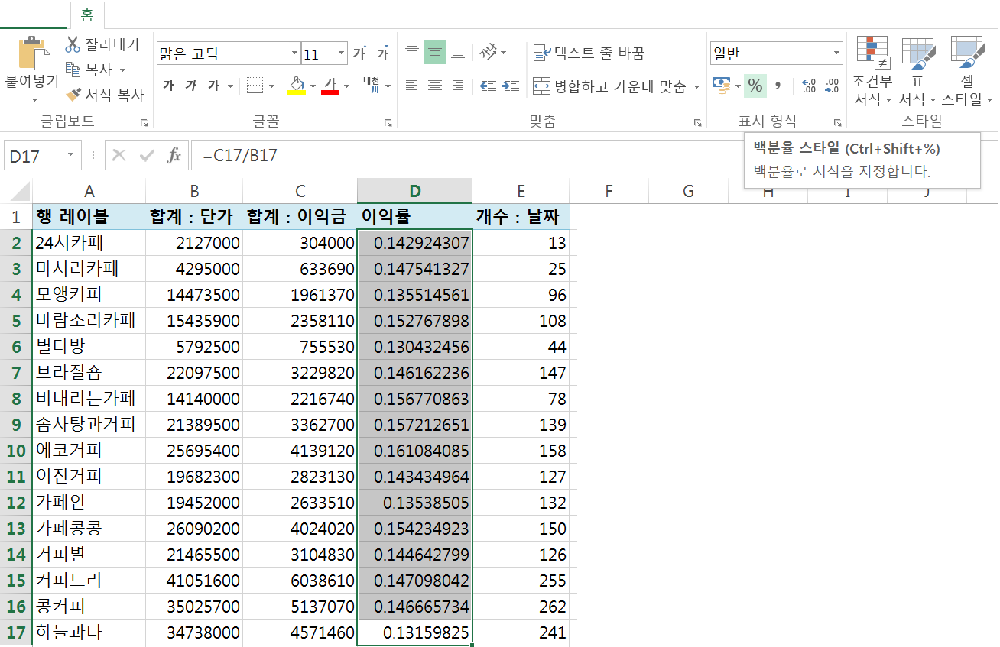 홈
붙여넣기
잘라내기
복사
서식 복사
클립보드
맑은 고딕 11 가 가
가 가 가 가 내천 川
글꼴
가나
텍스트 줄 바꿈
병합하고 가운데 맞춤
맞춤
일반
% , ←.0 .00 .00 →.0
표시 형식
조건부 서식
표 서식
셀 스타일
스타일
백분율 스타일 (Ctrl+Shift+%)
백분율로 서식을 지정합니다.
D17 fx =C17/B17
A B C D E F G H I J
1 행 레이블 합계 : 단가 합계 : 이익금 이익률 개수 : 날짜
2 24시카페 2127000 304000 0.142924307 13
3 마시리카페 4295000 633690 0.147541327 25
4 모앵커피 14473500 1961370 0.135514561 96
5 바람소리카페 15435900 2358110 0.152767898 108
6 별다방 5792500 755530 0.130432456 44
7 브라질숍 22097500 3229820 0.146162236 147
8 비내리는카페 14140000 2216740 0.156770863 78
9 솜사탕과커피 21389500 3362700 0.157212651 139
10 에코커피 25695400 4139120 0.161084085 158
11 이진커피 19682300 2823130 0.143434964 127
12 카페인 19452000 2633510 0.13538505 132
13 카페콩콩 26090200 4024020 0.154234923 150
14 커피별 21465500 3104830 0.144642799 126
15 커피트리 41051600 6038610 0.147098042 255
16 콩커피 35025700 5137070 0.146665734 262
17 하늘과나 34738000 4571460 0.13159825 241